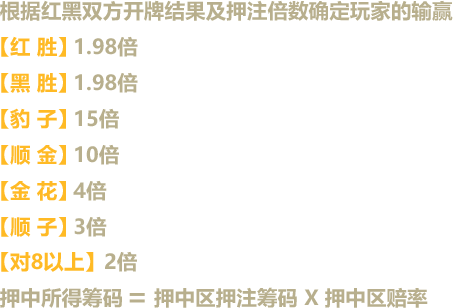 根据红黑双方开牌结果及押注倍数确定玩家的输赢
【红 胜】1.98倍
【黑 胜】1.98倍
【豹 子】15倍
【顺 金】10倍
【金 花】4倍
【顺 子】3倍
【对8以上】 2倍
押中所得筹码 ＝ 押中区押注筹码 X 押中区赔率